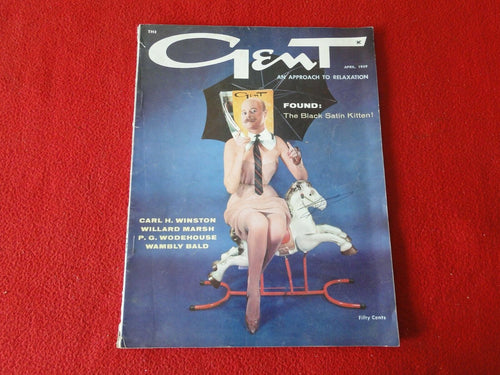 THE
GENT
APRIL, 1959
AN APPROACH TO RELAXATION
GENT
FOUND:
The Black Satin Kitten!
CARL H. WINSTON
WILLARD MARSH
P. G. WODEHOUSE
WAMBLY BALD
Fifty Cents